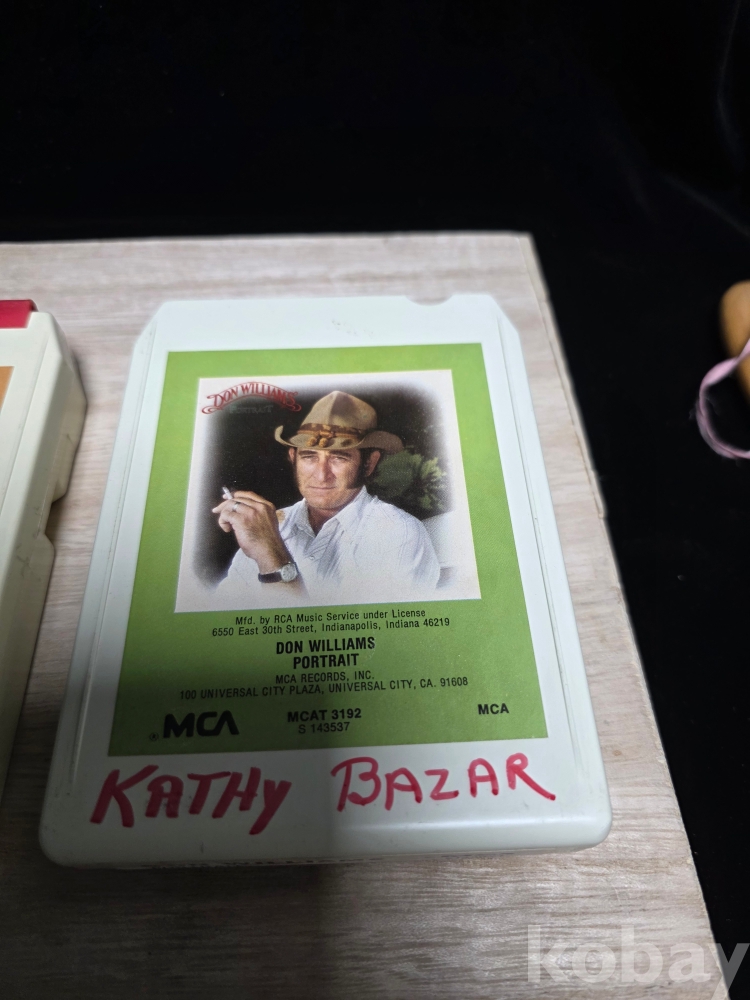 DON WILLIAMS
PORTRAIT
Mfd. by RCA Music Service under License
6550 East 30th Street, Indianapolis, Indiana 46219
DON WILLIAMS
PORTRAIT
MCA RECORDS, INC.
100 UNIVERSAL CITY PLAZA, UNIVERSAL CITY, CA. 91608
® MCA MCAT 3192 MCA
S 143537
KATHY BAZAR
kobay